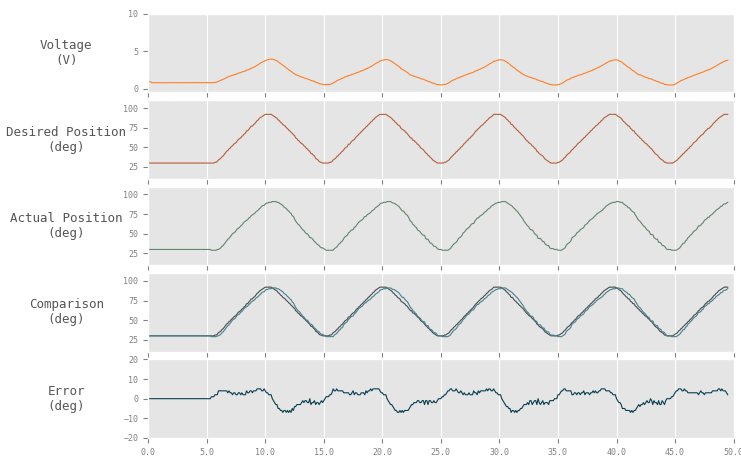 Voltage
(V)
10
5
0
Desired Position
(deg)
100
75
50
25
Actual Position
(deg)
100
75
50
25
Comparison
(deg)
100
75
50
25
Error
(deg)
20
10
0
−10
−20
0.0 5.0 10.0 15.0 20.0 25.0 30.0 35.0 40.0 45.0 50.0